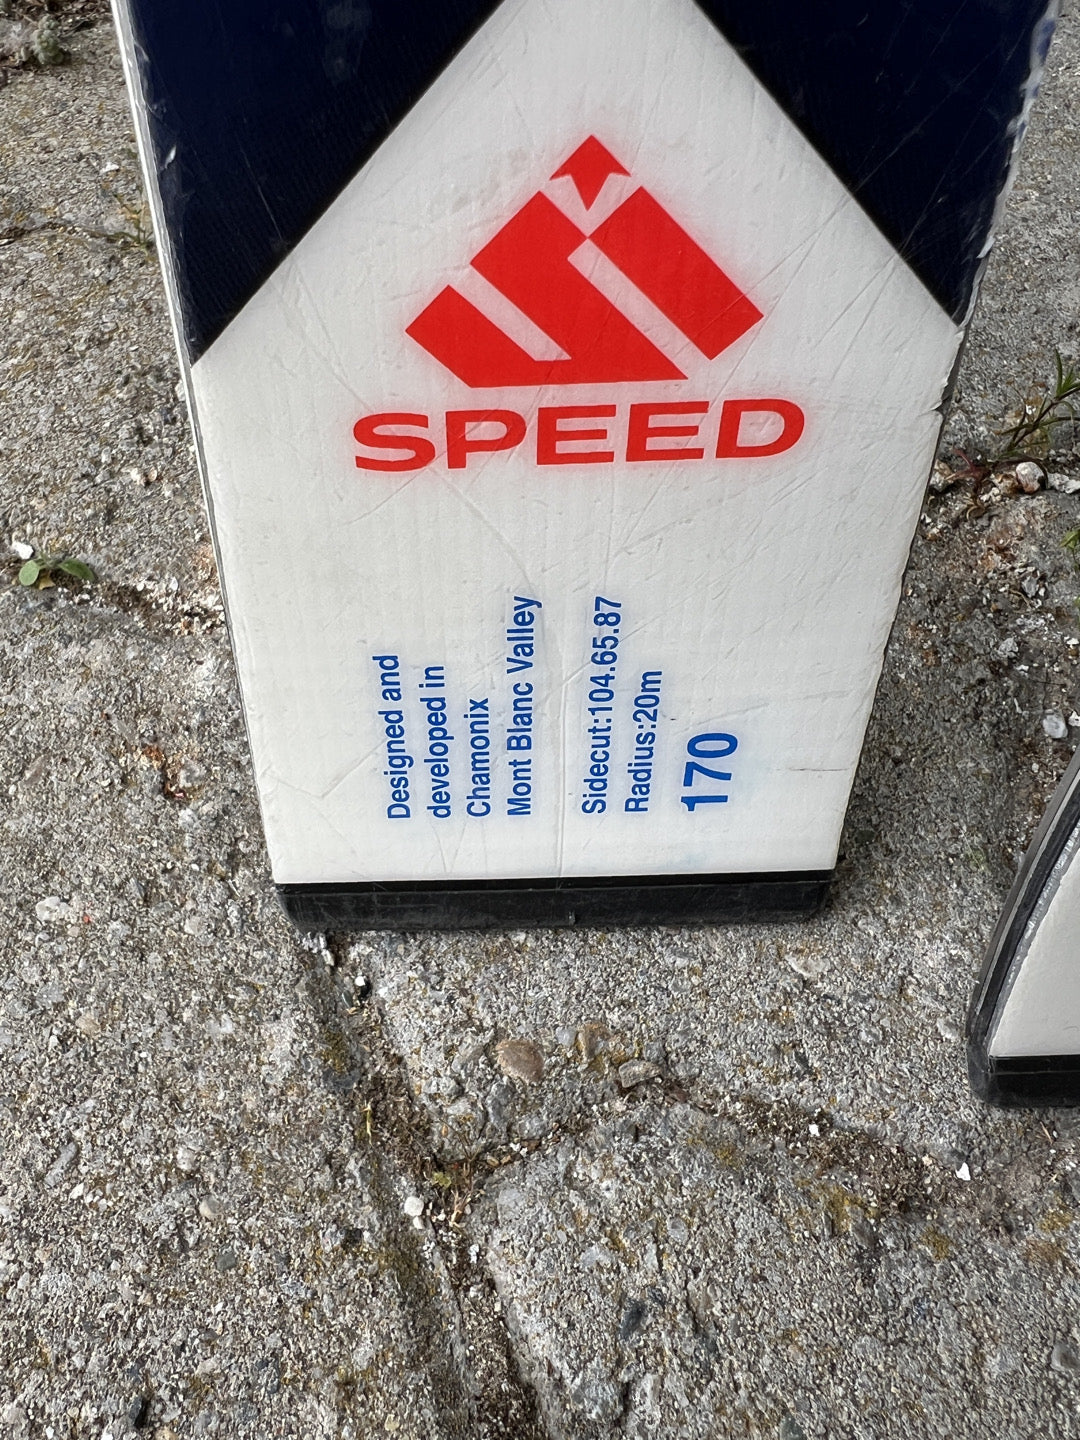 SPEED
Designed and
developed in
Chamonix
Mont Blanc Valley
Sidecut:104.65.87
Radius:20m
170